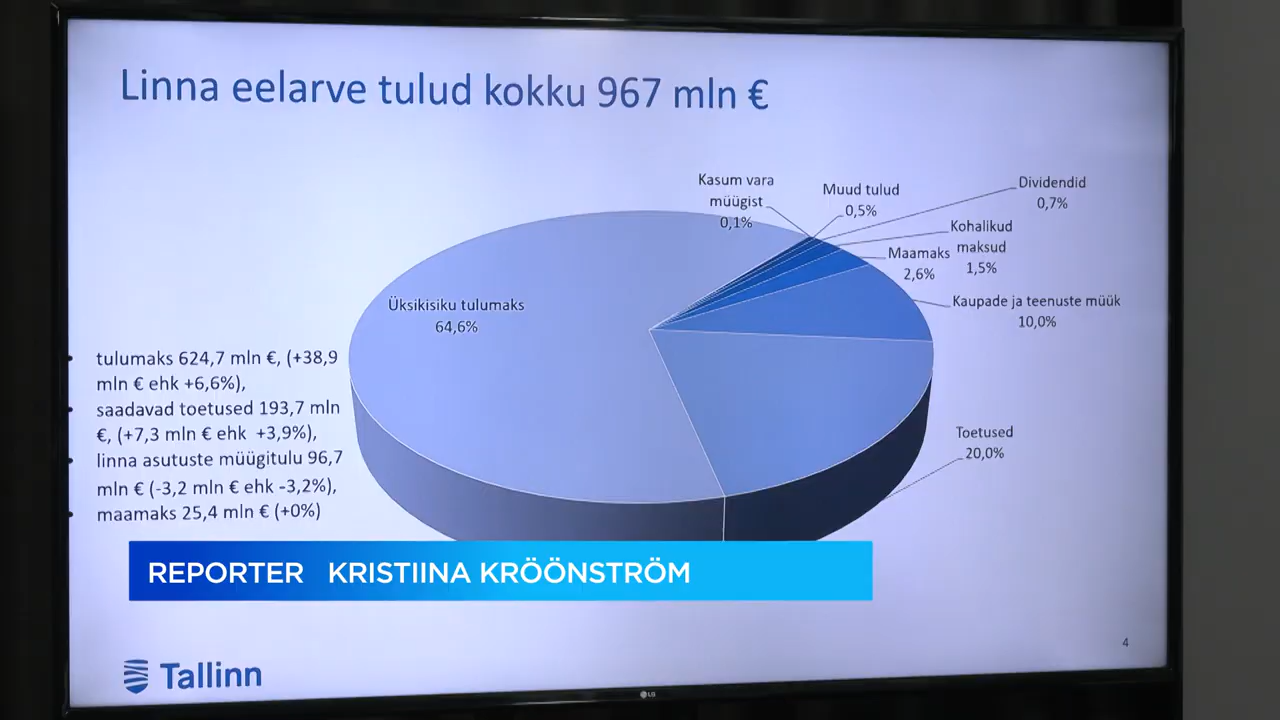 Linna eelarve tulud kokku 967 mln €
Kasum vara
müügist
0,1%
Muud tulud
0,5%
Dividendid
0,7%
Kohalikud
maksud
1,5%
Maamaks
2,6%
Kaupade ja teenuste müük
10,0%
Üksikisiku tulumaks
64,6%
Toetused
20,0%
tulumaks 624,7 mln €, (+38,9
mln € ehk +6,6%),
saadavad toetused 193,7 mln
€, (+7,3 mln € ehk +3,9%),
linna asutuste müügitulu 96,7
mln € (-3,2 mln € ehk -3,2%),
maamaks 25,4 mln € (+0%)
REPORTER KRISTIINA KRÖÖNSTRÖM
4
Tallinn
LG